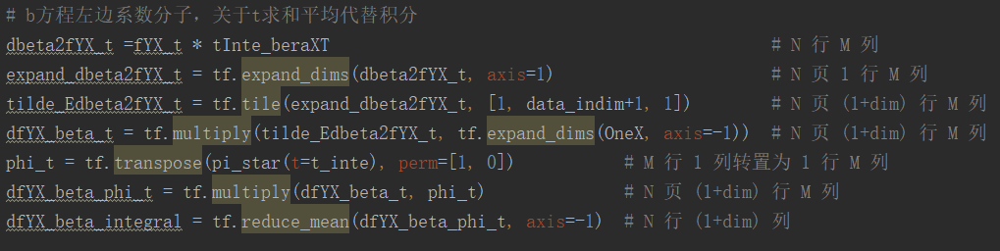 # b方程左边系数分子，关于t求和平均代替积分
dbeta2fYX_t =fYX_t * tInte_beraXT # N 行 M 列
expand_dbeta2fYX_t = tf.expand_dims(dbeta2fYX_t, axis=1) # N 页 1 行 M 列
tilde_Edbeta2fYX_t = tf.tile(expand_dbeta2fYX_t, [1, data_indim+1, 1]) # N 页 (1+dim) 行 M 列
dfYX_beta_t = tf.multiply(tilde_Edbeta2fYX_t, tf.expand_dims(OneX, axis=-1)) # N 页 (1+dim) 行 M 列
phi_t = tf.transpose(pi_star(t=t_inte), perm=[1, 0]) # M 行 1 列转置为 1 行 M 列
dfYX_beta_phi_t = tf.multiply(dfYX_beta_t, phi_t) # N 页 (1+dim) 行 M 列
dfYX_beta_integral = tf.reduce_mean(dfYX_beta_phi_t, axis=-1) # N 行 (1+dim) 列